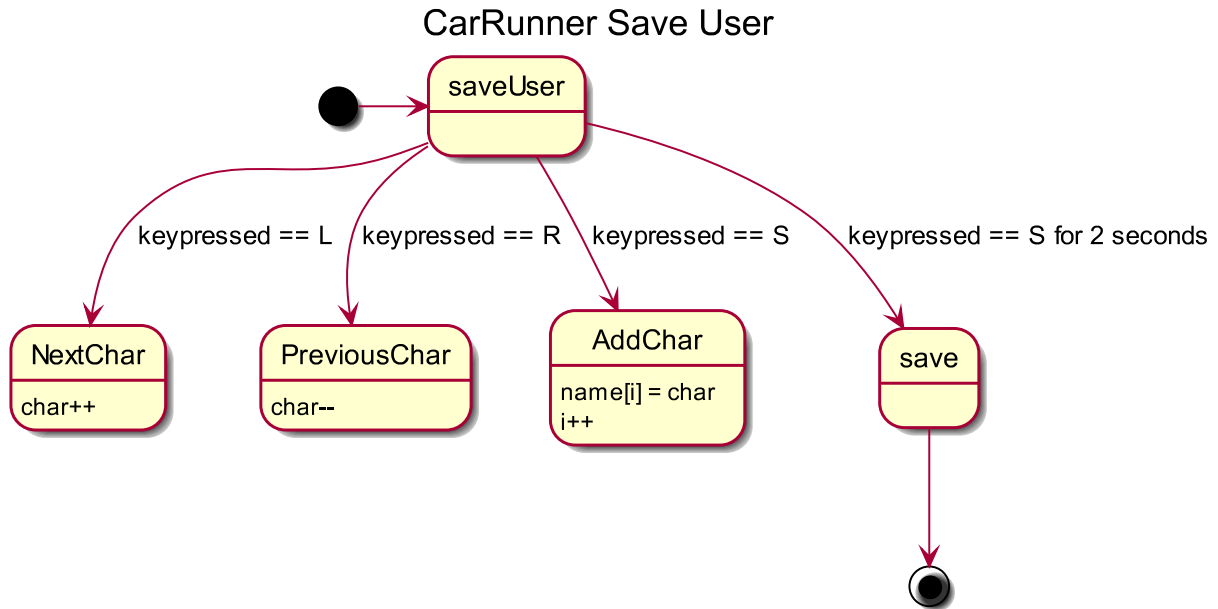 CarRunner Save User
saveUser
keypressed == L
keypressed == R
keypressed == S
keypressed == S for 2 seconds
NextChar
char++
PreviousChar
char--
AddChar
name[i] = char
i++
save